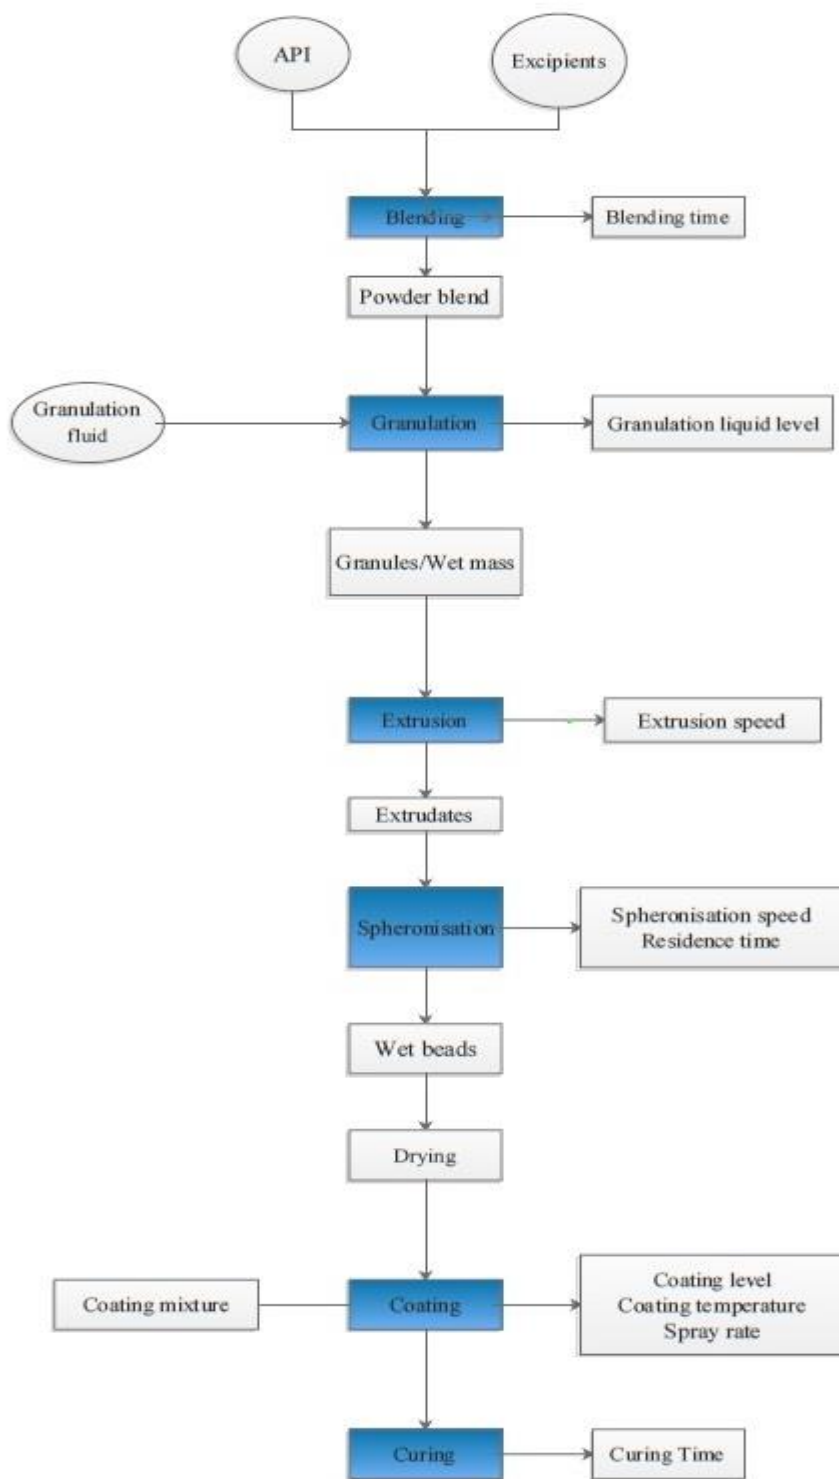 API
Excipients
Blending
Blending time
Powder blend
Granulation
fluid
Granulation
Granulation liquid level
Granules/Wet mass
Extrusion
Extrusion speed
Extrudates
Spheronisation
Spheronisation speed
Residence time
Wet beads
Drying
Coating mixture
Coating
Coating level
Coating temperature
Spray rate
Curing
Curing Time